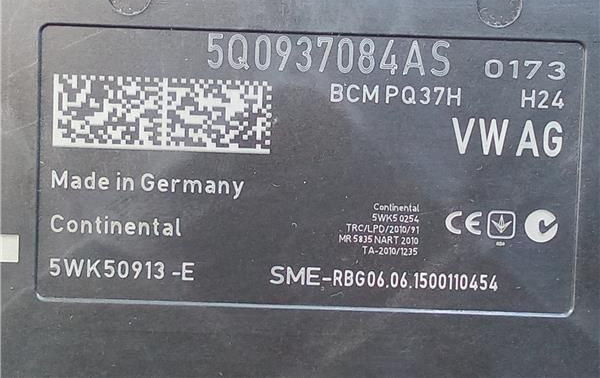 5Q0937084AS 0173
BCM PQ37H H24
VW AG
Made in Germany
Continental
5WK50913 -E
Continental
5WK5 0254
TRC/LPD/2010/91
MR 5835 NART 2010
TA-2010/1235
CE
SME-RBG06.06.1500110454